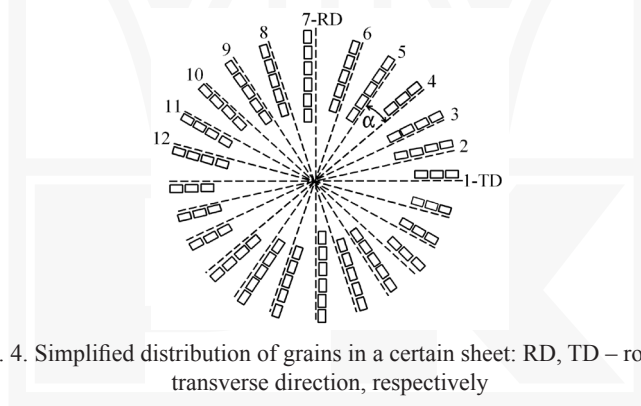 7-RD
8
6
9
5
10
4
11
α
3
12
2
1-TD
. 4. Simplified distribution of grains in a certain sheet: RD, TD – ro
transverse direction, respectively